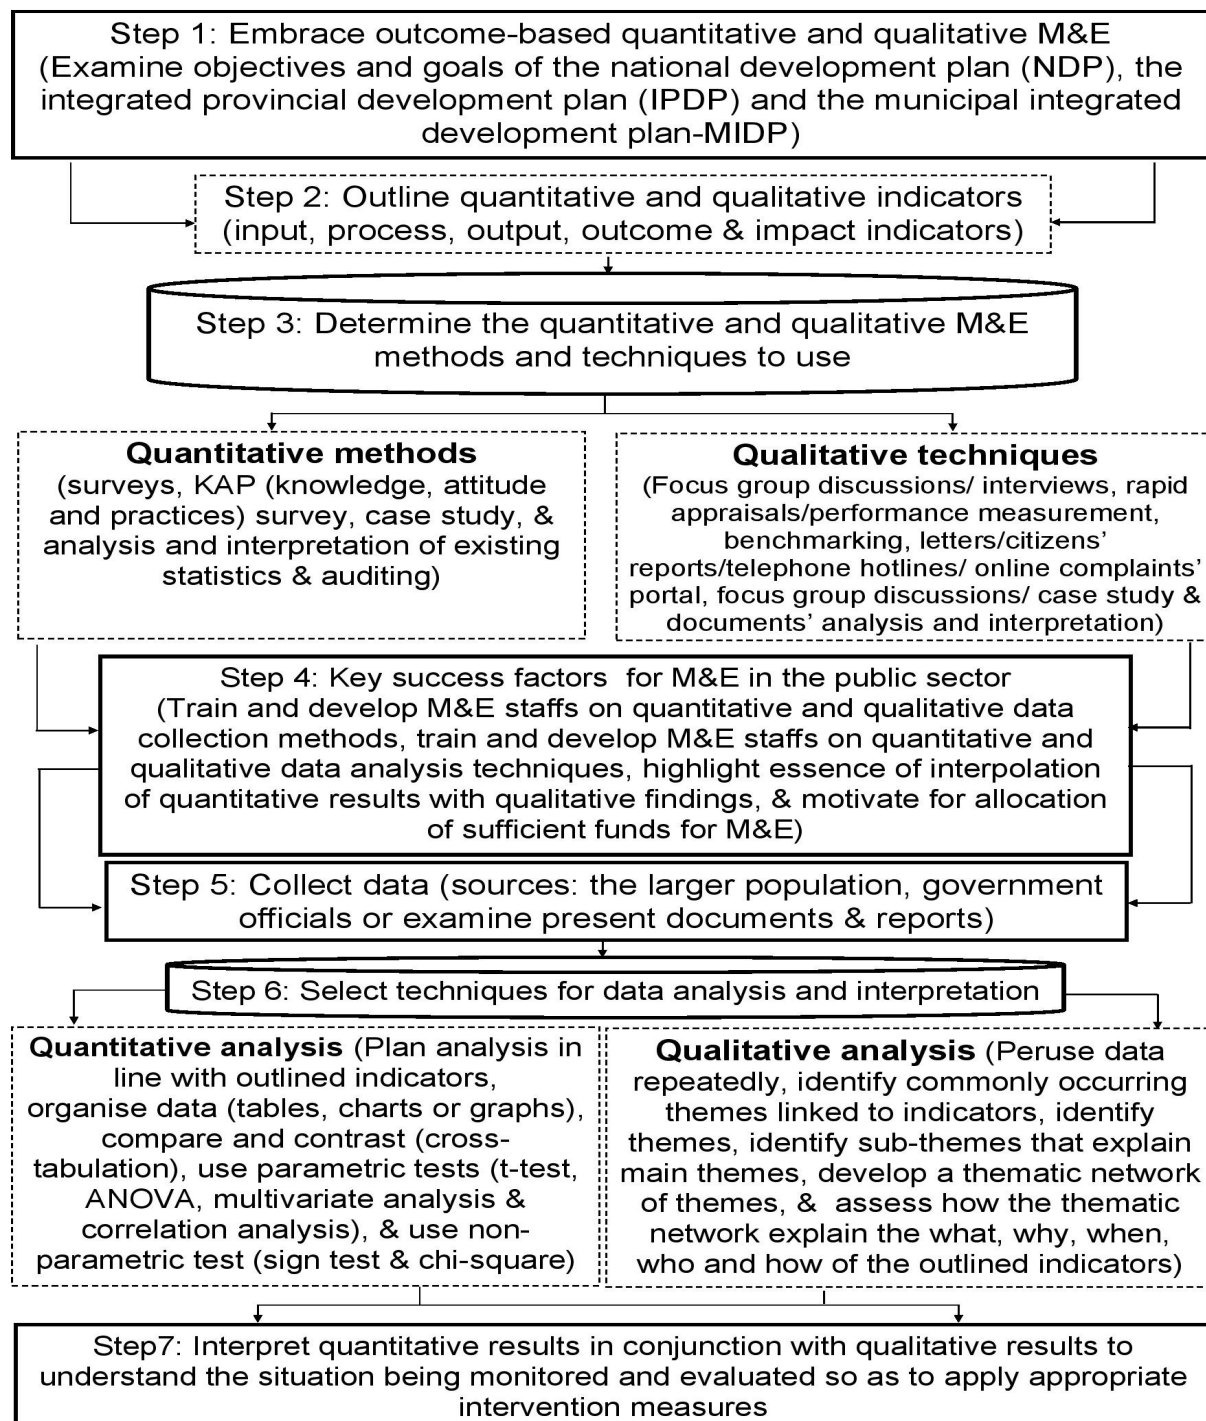 Step 1: Embrace outcome-based quantitative and qualitative M&E
(Examine objectives and goals of the national development plan (NDP), the
integrated provincial development plan (IPDP) and the municipal integrated
development plan-MIDP)
Step 2: Outline quantitative and qualitative indicators
(input, process, output, outcome & impact indicators)
Step 3: Determine the quantitative and qualitative M&E
methods and techniques to use
Quantitative methods
(surveys, KAP (knowledge, attitude
and practices) survey, case study, &
analysis and interpretation of existing
statistics & auditing)
Qualitative techniques
(Focus group discussions/ interviews, rapid
appraisals/performance measurement,
benchmarking, letters/citizens’
reports/telephone hotlines/ online complaints’
portal, focus group discussions/ case study &
documents’ analysis and interpretation)
Step 4: Key success factors for M&E in the public sector
(Train and develop M&E staffs on quantitative and qualitative data
collection methods, train and develop M&E staffs on quantitative and
qualitative data analysis techniques, highlight essence of interpolation
of quantitative results with qualitative findings, & motivate for allocation
of sufficient funds for M&E)
Step 5: Collect data (sources: the larger population, government
officials or examine present documents & reports)
Step 6: Select techniques for data analysis and interpretation
Quantitative analysis (Plan analysis in
line with outlined indicators,
organise data (tables, charts or graphs),
compare and contrast (cross-
tabulation), use parametric tests (t-test,
ANOVA, multivariate analysis &
correlation analysis), & use non-
parametric test (sign test & chi-square)
Qualitative analysis (Peruse data
repeatedly, identify commonly occurring
themes linked to indicators, identify
themes, identify sub-themes that explain
main themes, develop a thematic network
of themes, & assess how the thematic
network explain the what, why, when,
who and how of the outlined indicators)
Step7: Interpret quantitative results in conjunction with qualitative results to
understand the situation being monitored and evaluated so as to apply appropriate
intervention measures